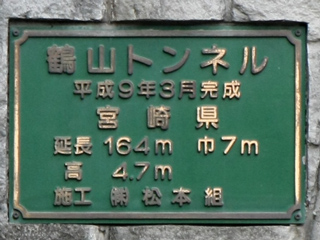 鶴山トンネル
平成9年3月完成
宮崎県
延長 164m 巾7m
高 4.7m
施工 ㈱松本組